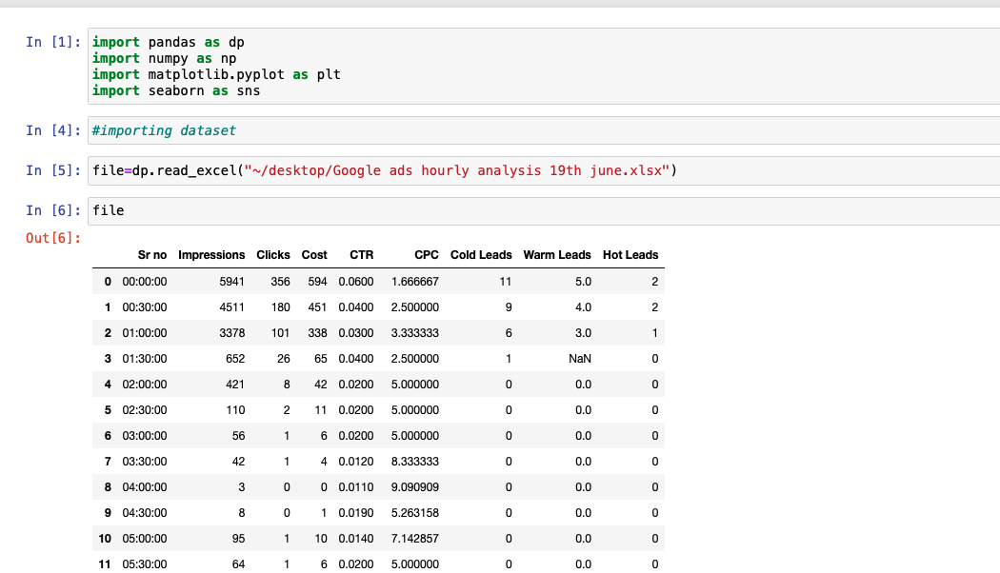 In [1]: import pandas as dp
import numpy as np
import matplotlib.pyplot as plt
import seaborn as sns
In [4]: #importing dataset
In [5]: file=dp.read_excel("~/desktop/Google ads hourly analysis 19th june.xlsx")
In [6]: file
Out[6]:
Sr no Impressions Clicks Cost CTR CPC Cold Leads Warm Leads Hot Leads
0 00:00:00 5941 356 594 0.0600 1.666667 11 5.0 2
1 00:30:00 4511 180 451 0.0400 2.500000 9 4.0 2
2 01:00:00 3378 101 338 0.0300 3.333333 6 3.0 1
3 01:30:00 652 26 65 0.0400 2.500000 1 NaN 0
4 02:00:00 421 8 42 0.0200 5.000000 0 0.0 0
5 02:30:00 110 2 11 0.0200 5.000000 0 0.0 0
6 03:00:00 56 1 6 0.0200 5.000000 0 0.0 0
7 03:30:00 42 1 4 0.0120 8.333333 0 0.0 0
8 04:00:00 3 0 0 0.0110 9.090909 0 0.0 0
9 04:30:00 8 0 1 0.0190 5.263158 0 0.0 0
10 05:00:00 95 1 10 0.0140 7.142857 0 0.0 0
11 05:30:00 64 1 6 0.0200 5.000000 0 0.0 0